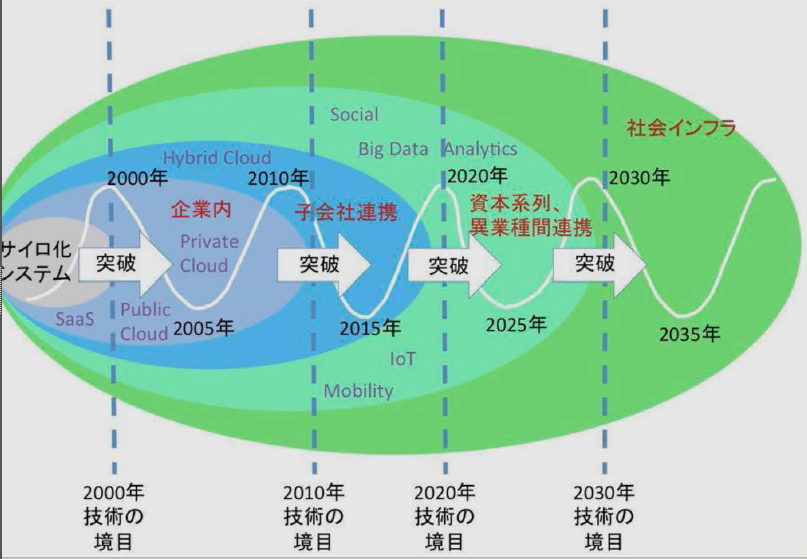 Social
社会インフラ
Big Data
Analytics
Hybrid Cloud
2000年
2010年
2020年
2030年
企業内
子会社連携
資本系列、
異業種間連携
サイロ化
システム
突破
Private
Cloud
突破
突破
突破
SaaS
Public
Cloud
2005年
2015年
2025年
2035年
IoT
Mobility
2000年
技術の
境目
2010年
技術の
境目
2020年
技術の
境目
2030年
技術の
境目